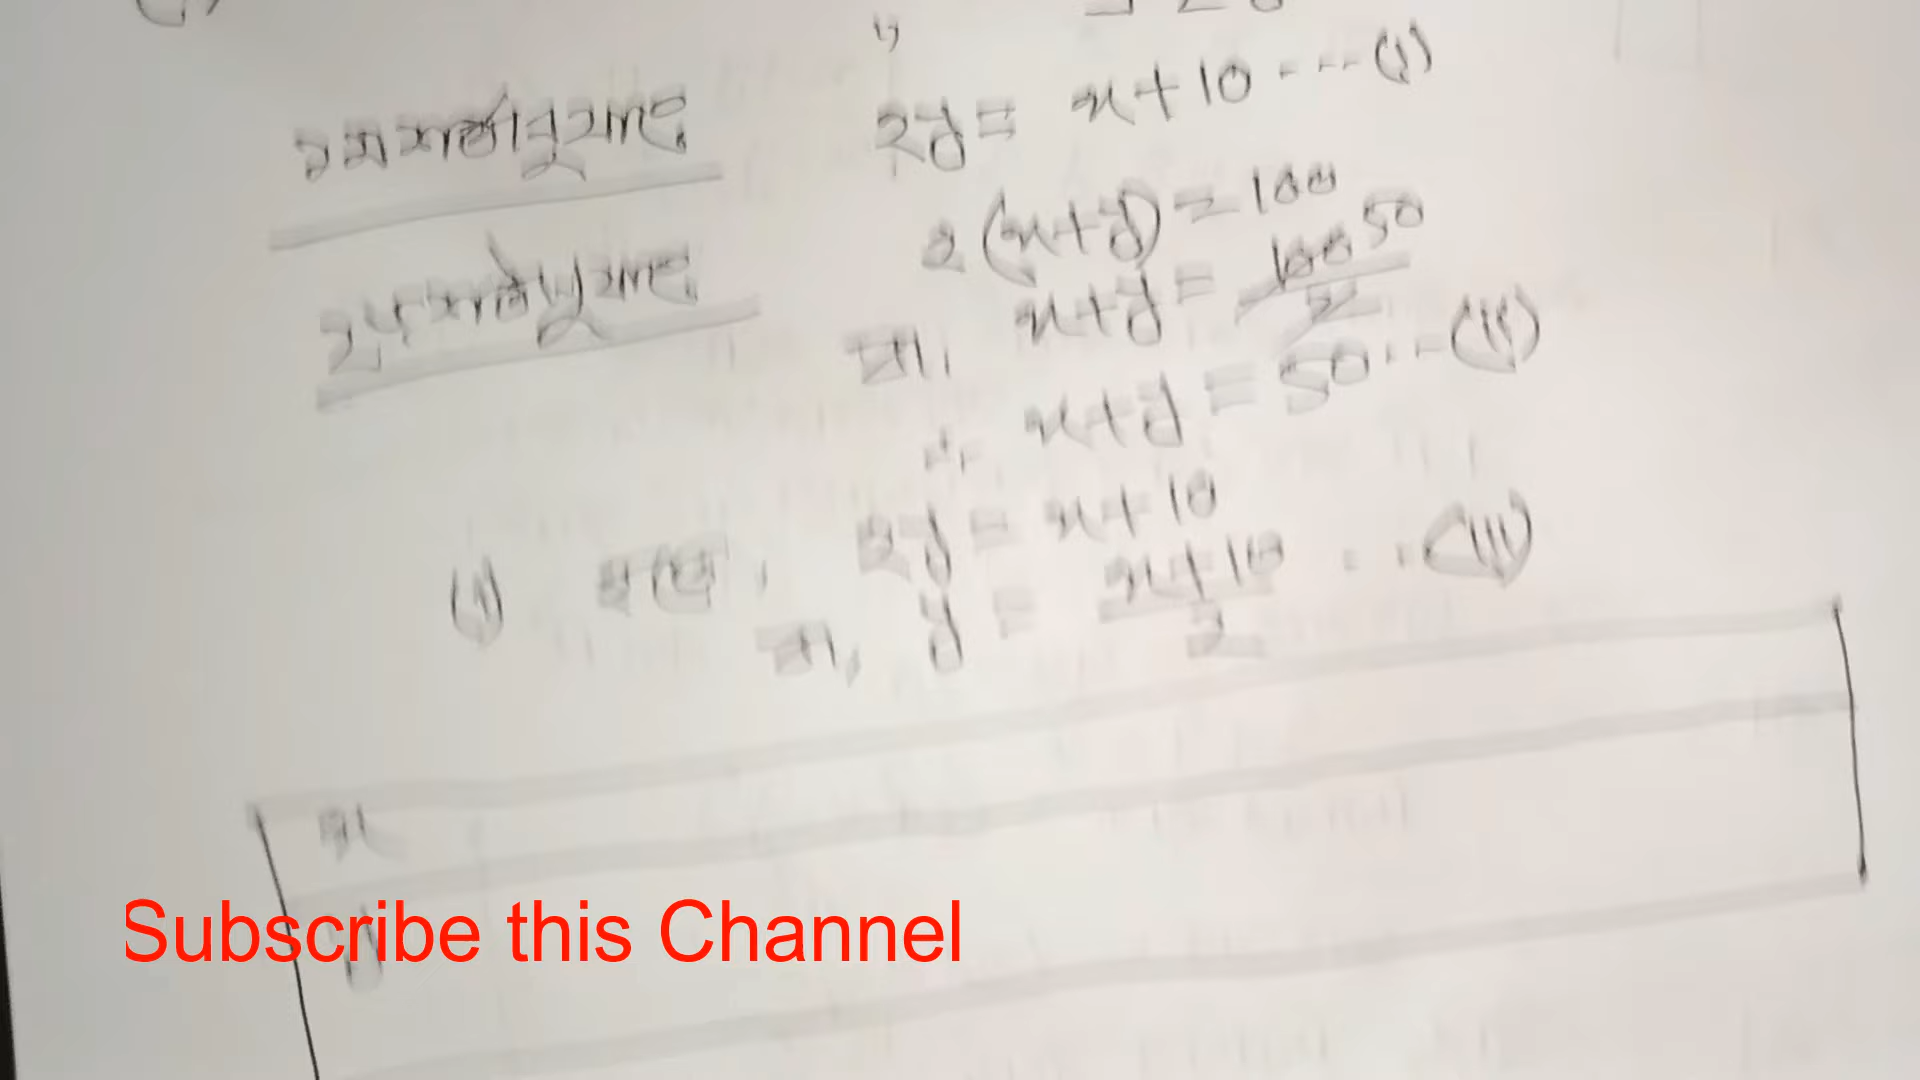 ১ম শর্তানুসারে, 2y = x + 10 ... (i)
২য় শর্তানুসারে, 2(x+y) = 100
বা, x+y = 100/2 50
∴ x+y = 50 ... (ii)
(i) হতে, 2y = x+10
বা, y = x+10/2 ... (iii)
x
y
Subscribe this Channel